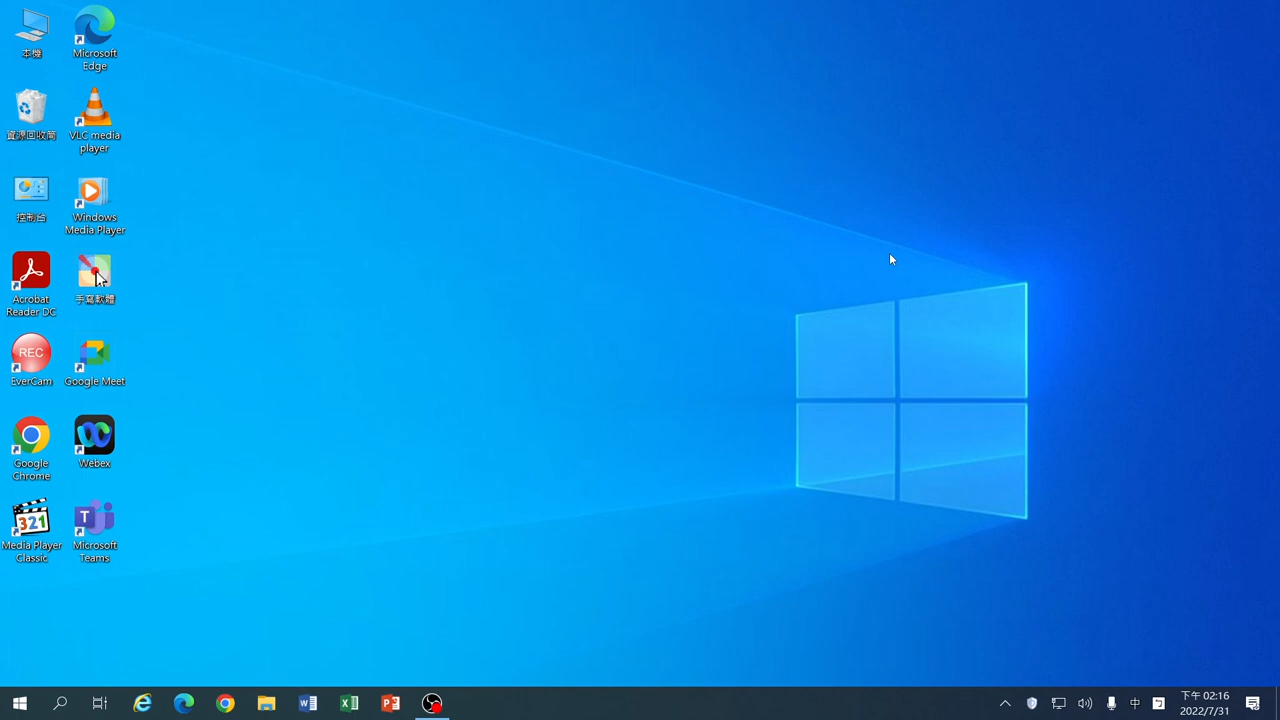 本機
Microsoft
Edge
資源回收筒
VLC media
player
控制台
Windows
Media Player
Acrobat
Reader DC
手寫軟體
REC
EverCam
Google Meet
Google
Chrome
Webex
321
Media Player
Classic
T
Microsoft
Teams
W
X
P
中
下午 02:16
2022/7/31